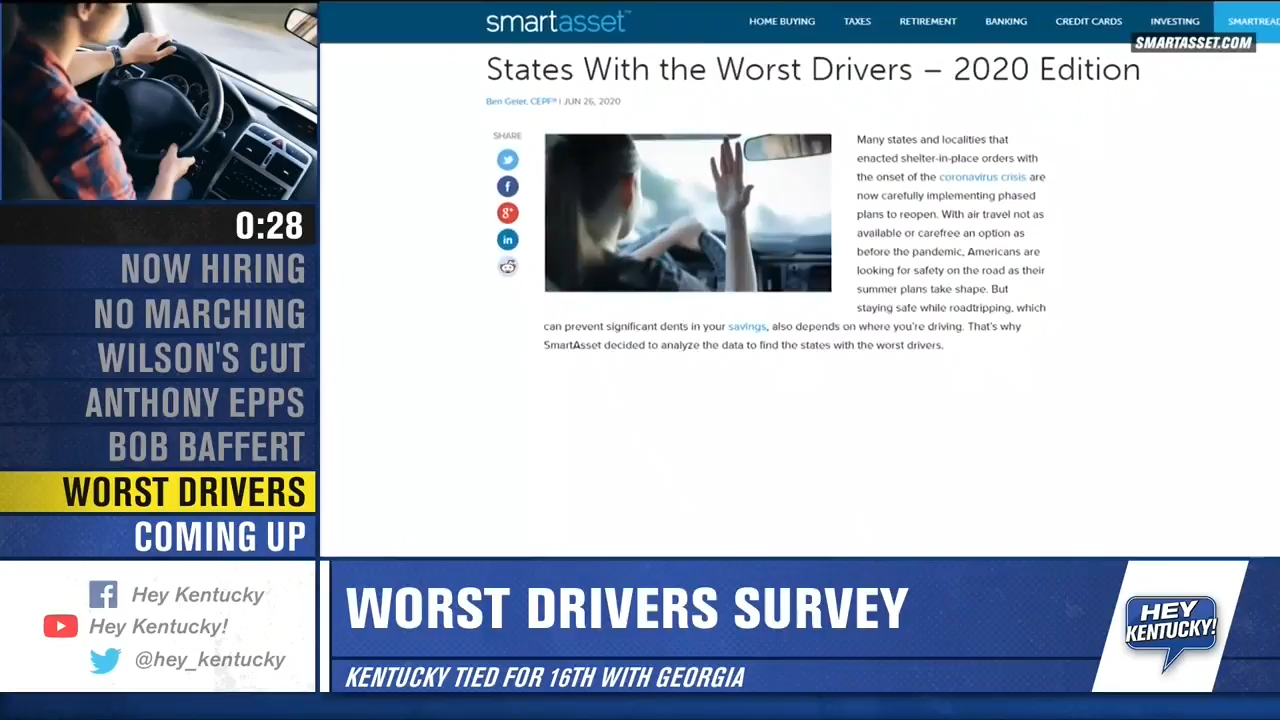 smartasset™
HOME BUYING TAXES RETIREMENT BANKING CREDIT CARDS INVESTING SMARTREAD
SMARTASSET.COM
States With the Worst Drivers – 2020 Edition
Ben Geier, CEPF® | JUN 26, 2020
SHARE
Many states and localities that
enacted shelter-in-place orders with
the onset of the coronavirus crisis are
now carefully implementing phased
plans to reopen. With air travel not as
available or carefree an option as
before the pandemic, Americans are
looking for safety on the road as their
summer plans take shape. But
staying safe while roadtripping, which
can prevent significant dents in your savings, also depends on where you're driving. That's why
SmartAsset decided to analyze the data to find the states with the worst drivers.
0:28
NOW HIRING
NO MARCHING
WILSON'S CUT
ANTHONY EPPS
BOB BAFFERT
WORST DRIVERS
COMING UP
Hey Kentucky
Hey Kentucky!
@hey_kentucky
WORST DRIVERS SURVEY
KENTUCKY TIED FOR 16TH WITH GEORGIA
HEY
KENTUCKY!